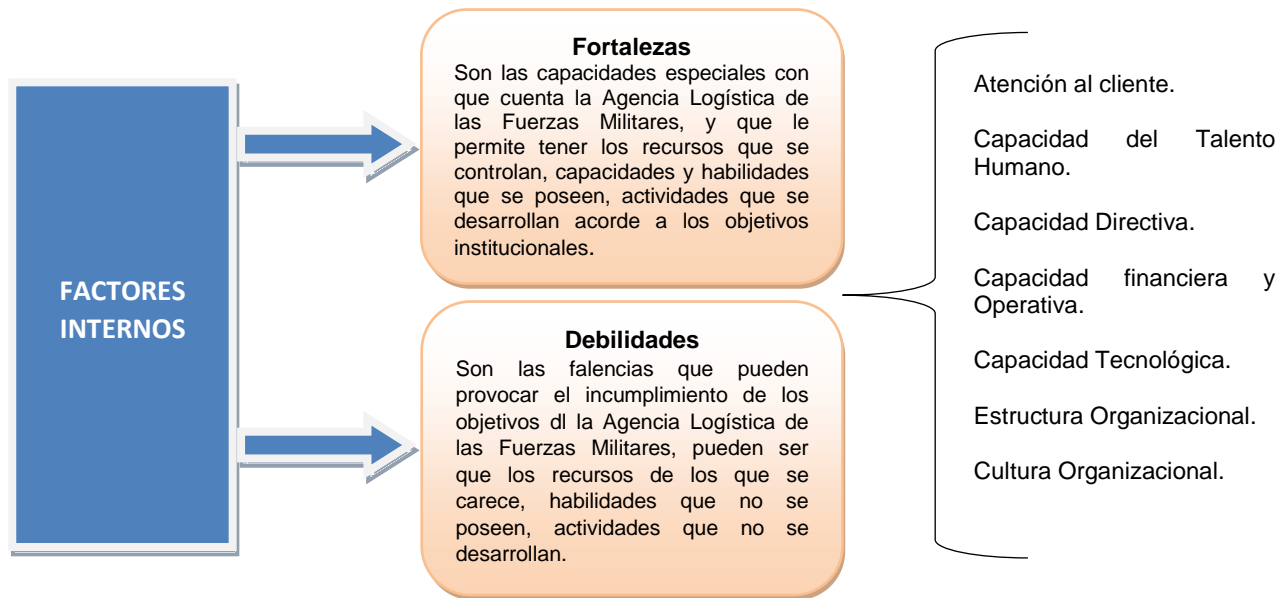 FACTORES
INTERNOS
Fortalezas
Son las capacidades especiales con
que cuenta la Agencia Logística de
las Fuerzas Militares, y que le
permite tener los recursos que se
controlan, capacidades y habilidades
que se poseen, actividades que se
desarrollan acorde a los objetivos
institucionales.
Debilidades
Son las falencias que pueden
provocar el incumplimiento de los
objetivos dl la Agencia Logística de
las Fuerzas Militares, pueden ser
que los recursos de los que se
carece, habilidades que no se
poseen, actividades que no se
desarrollan.
Atención al cliente.
Capacidad del Talento
Humano.
Capacidad Directiva.
Capacidad financiera y
Operativa.
Capacidad Tecnológica.
Estructura Organizacional.
Cultura Organizacional.